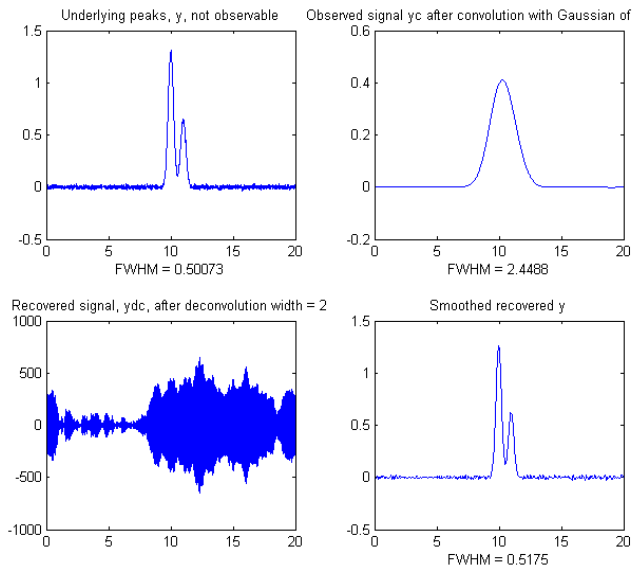 Underlying peaks, y, not observable
1.5
1
0.5
0
-0.5
0 5 10 15 20
FWHM = 0.50073
Observed signal yc after convolution with Gaussian of
0.6
0.4
0.2
0
-0.2
0 5 10 15 20
FWHM = 2.4488
Recovered signal, ydc, after deconvolution width = 2
1000
500
0
-500
-1000
0 5 10 15 20
Smoothed recovered y
1.5
1
0.5
0
-0.5
0 5 10 15 20
FWHM = 0.5175